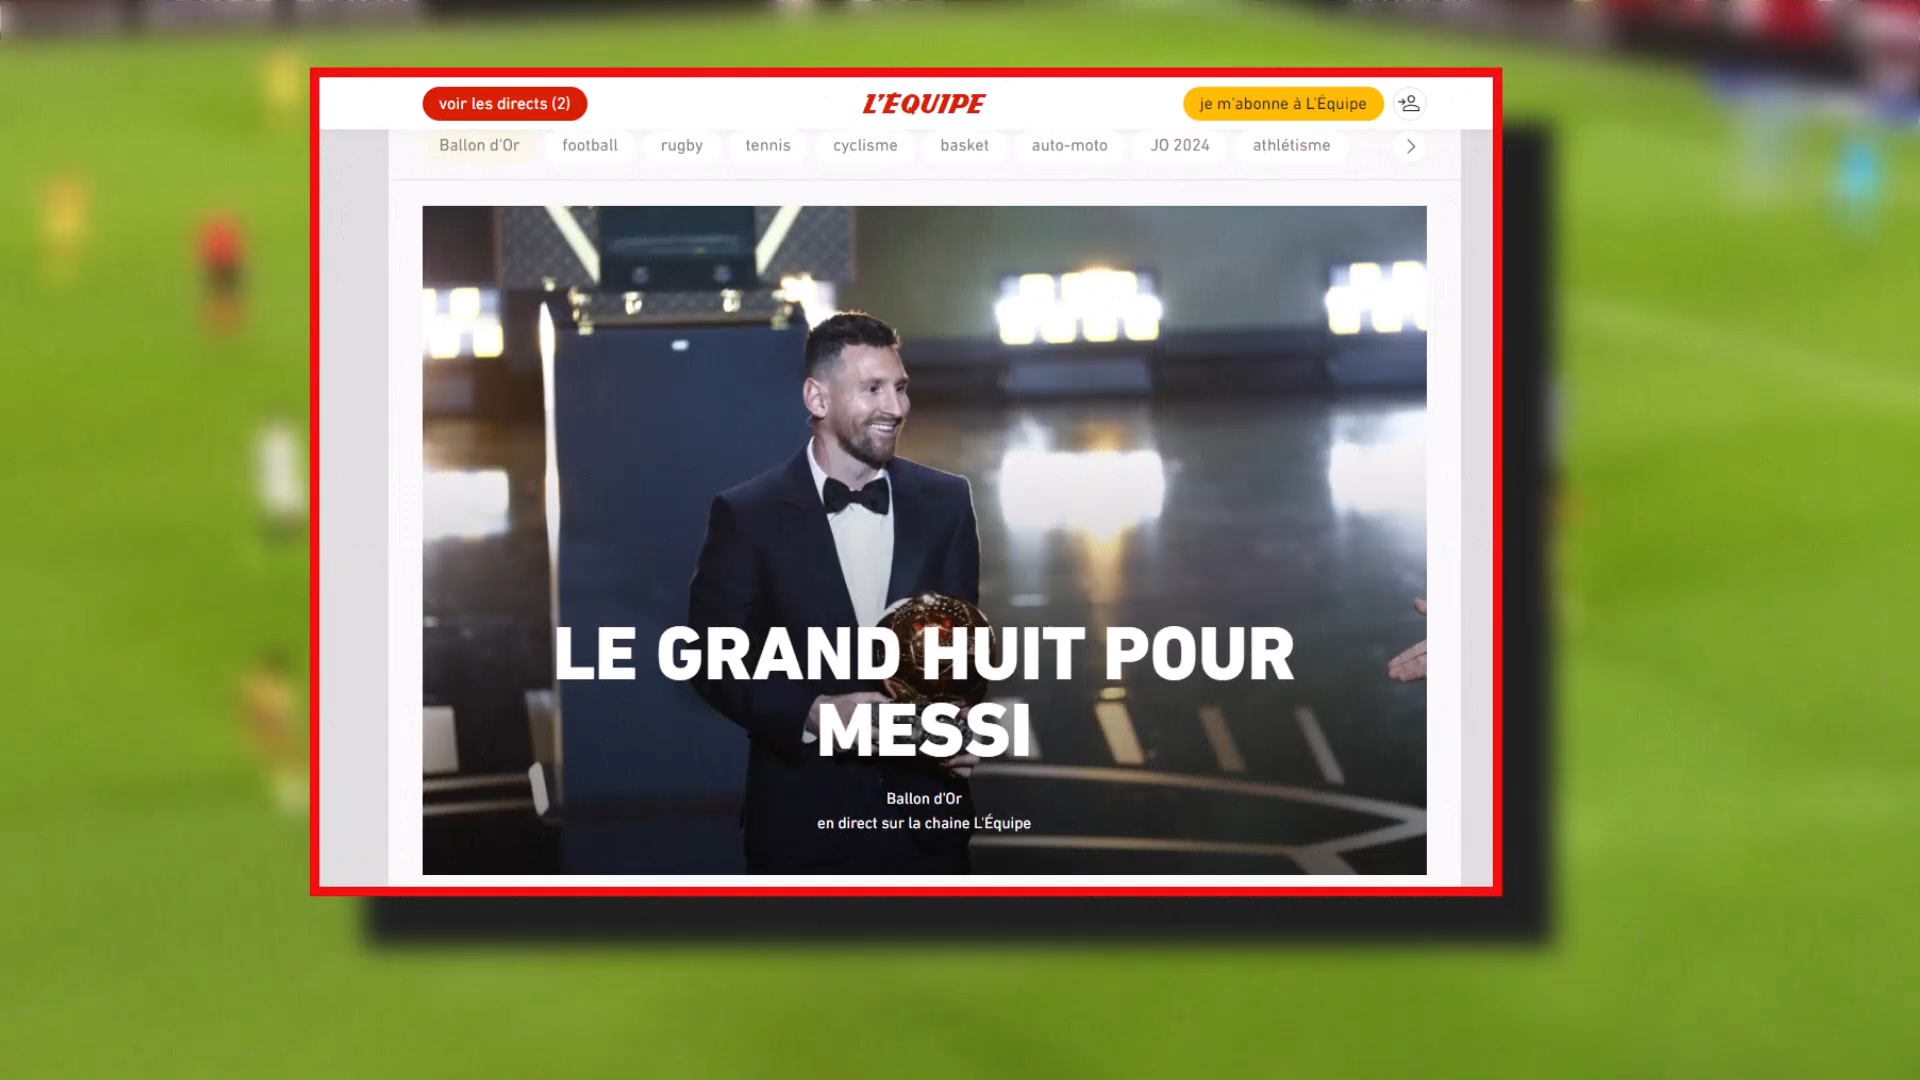 voir les directs (2)
L'ÉQUIPE
je m'abonne à L'Équipe
Ballon d'Or
football
rugby
tennis
cyclisme
basket
auto-moto
JO 2024
athlétisme
LE GRAND HUIT POUR
MESSI
Ballon d'Or
en direct sur la chaine L'Équipe